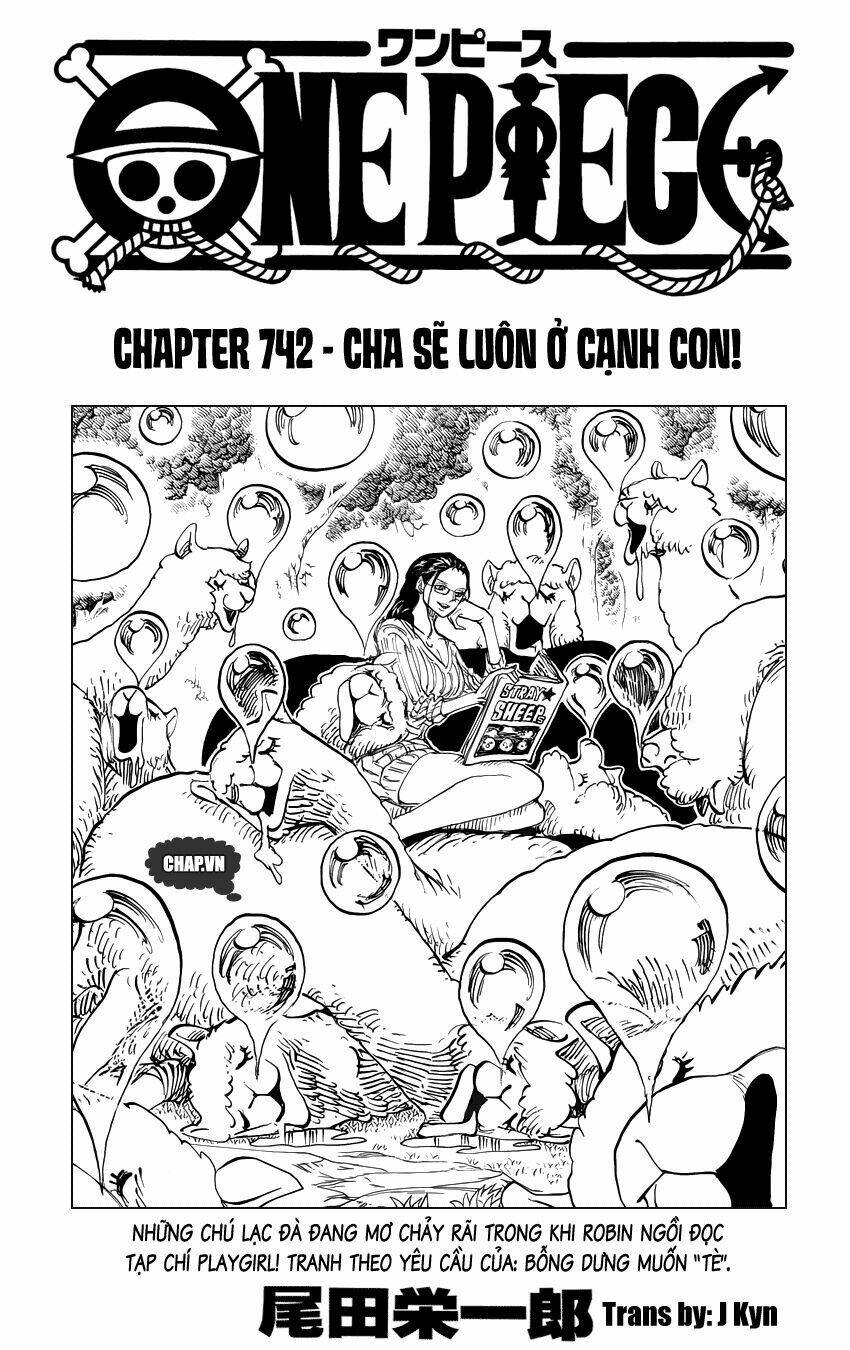 ワンピース
ONE PIECE
CHAPTER 742 - CHA SẼ LUÔN Ở CẠNH CON!
STRAY★
SHEEP
CHAP.VN
NHỮNG CHÚ LẠC ĐÀ ĐANG MƠ CHẢY RÃI TRONG KHI ROBIN NGỒI ĐỌC
TẠP CHÍ PLAYGIRL! TRANH THEO YÊU CẦU CỦA: BỖNG DƯNG MUỐN "TÈ".
尾田栄一郎 Trans by: J Kyn